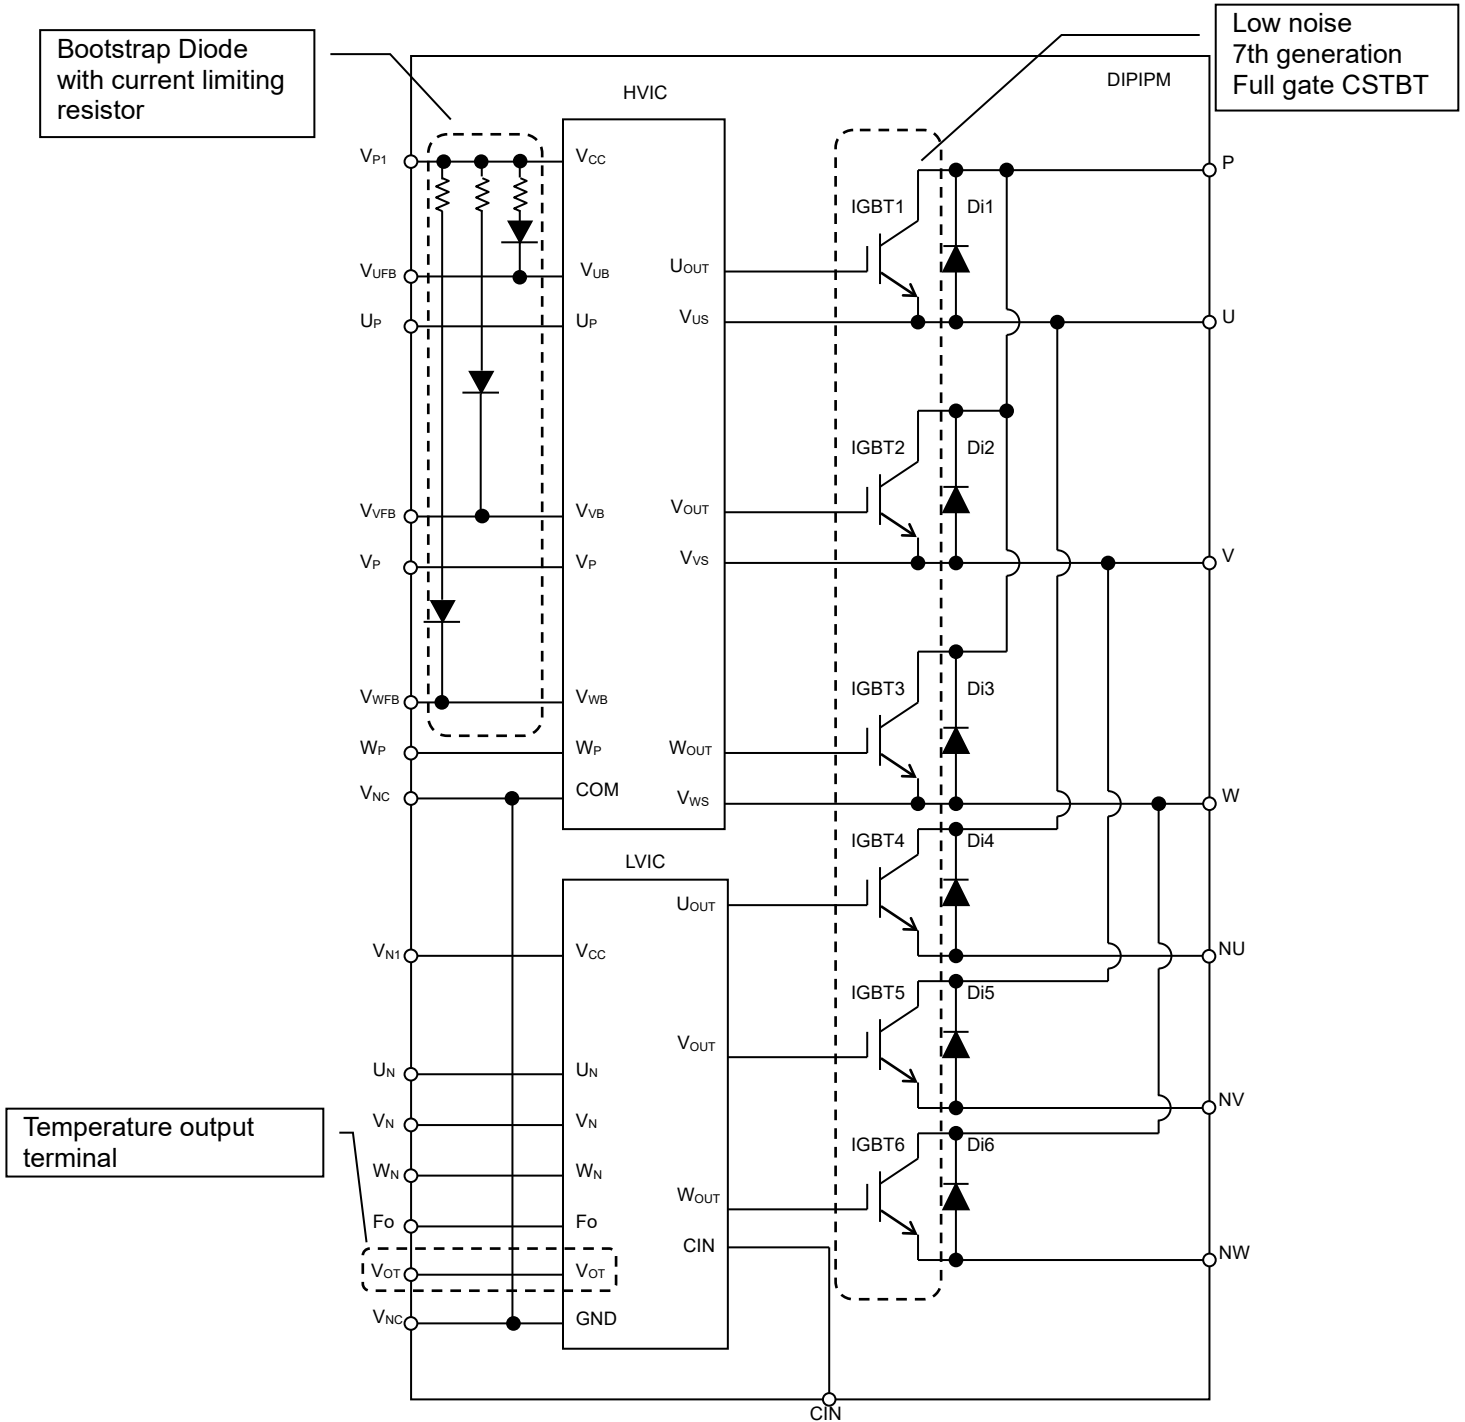 Bootstrap Diode
with current limiting
resistor
Low noise
7th generation
Full gate CSTBT
HVIC
DIPIPM
VP1
VCC
P
IGBT1
Di1
VUFB
VUB
UOUT
UP
UP
VUS
U
IGBT2
Di2
VVFB
VVB
VOUT
VP
VP
VVS
V
IGBT3
Di3
VWFB
VWB
WP
WP
WOUT
VNC
COM
VWS
W
IGBT4
Di4
LVIC
UOUT
VN1
VCC
NU
IGBT5
Di5
VOUT
UN
UN
NV
VN
VN
Temperature output
terminal
IGBT6
Di6
WN
WN
WOUT
Fo
Fo
CIN
NW
VOT
VOT
VNC
GND
CIN